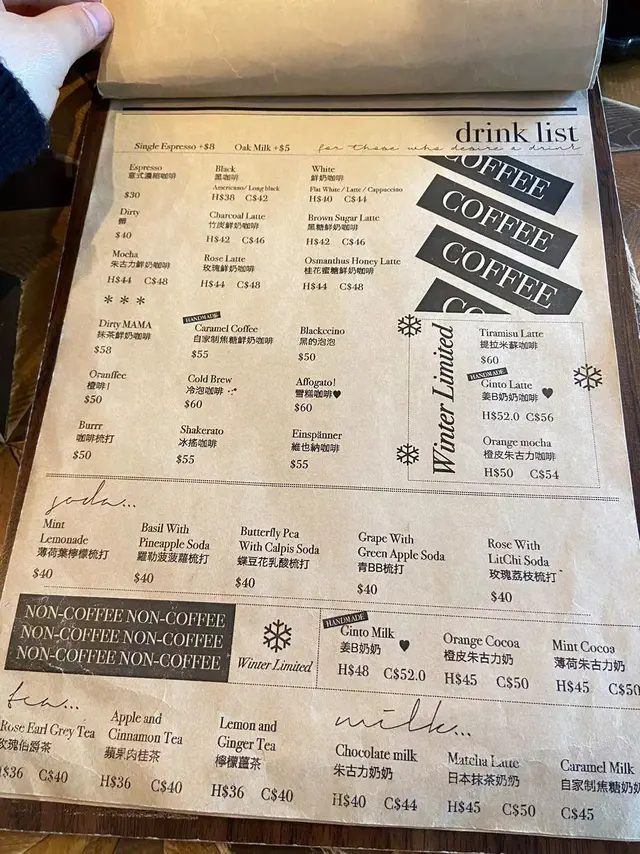 drink list
for those who desire a drink
Single Espresso +$8 Oak Milk +$5
Espresso
意式濃縮咖啡
$30
Black
黑咖啡
Americano/ Long black
H$38 C$42
White
鮮奶咖啡
Flat White / Latte / Cappuccino
H$40 C$44
Dirty
髒
$40
Charcoal Latte
竹炭鮮奶咖啡
H$42 C$46
Brown Sugar Latte
黑糖鮮奶咖啡
H$42 C$46
Mocha
朱古力鮮奶咖啡
H$44 C$48
Rose Latte
玫瑰鮮奶咖啡
H$44 C$48
Osmanthus Honey Latte
桂花蜜糖鮮奶咖啡
H$44 C$48
COFFEE
COFFEE
COFFEE
***
Dirty MAMA
抹茶鮮奶咖啡
$58
HANDMADE
Caramel Coffee
自家制焦糖鮮奶咖啡
$55
Blackccino
黑的泡泡
$50
Oranffee
橙啡!
$50
Cold Brew
冷泡咖啡
$60
Affogato!
雪糕咖啡♥
$60
Burrr
咖啡梳打
$50
Shakerato
冰搖咖啡
$55
Einspänner
維也納咖啡
$55
Winter Limited
Tiramisu Latte
提拉米蘇咖啡
$60
HANDMADE
Ginto Latte
姜B奶奶咖啡
H$52.0 C$56
Orange mocha
橙皮朱古力咖啡
H$50 C$54
soda...
Mint
Lemonade
薄荷葉檸檬梳打
$40
Basil With
Pineapple Soda
羅勒菠菠蘿梳打
$40
Butterfly Pea
With Calpis Soda
蝶豆花乳酸梳打
$40
Grape With
Green Apple Soda
青BB梳打
$40
Rose With
LitChi Soda
玫瑰荔枝梳打
$40
NON-COFFEE NON-COFFEE
NON-COFFEE NON-COFFEE
NON-COFFEE NON-COFFEE
Winter Limited
HANDMADE
Ginto Milk
姜B奶奶
H$48 C$52.0
Orange Cocoa
橙皮朱古力奶
H$45 C$50
Mint Cocoa
薄荷朱古力奶
H$45 C$50
tea...
Rose Earl Grey Tea
玫瑰伯爵茶
H$36 C$40
Apple and
Cinnamon Tea
蘋果肉桂茶
H$36 C$40
Lemon and
Ginger Tea
檸檬薑茶
H$36 C$40
milk...
Chocolate milk
朱古力奶奶
H$40 C$44
Matcha Latte
日本抹茶奶奶
H$45 C$50
Caramel Milk
自家制焦糖奶奶
C$45